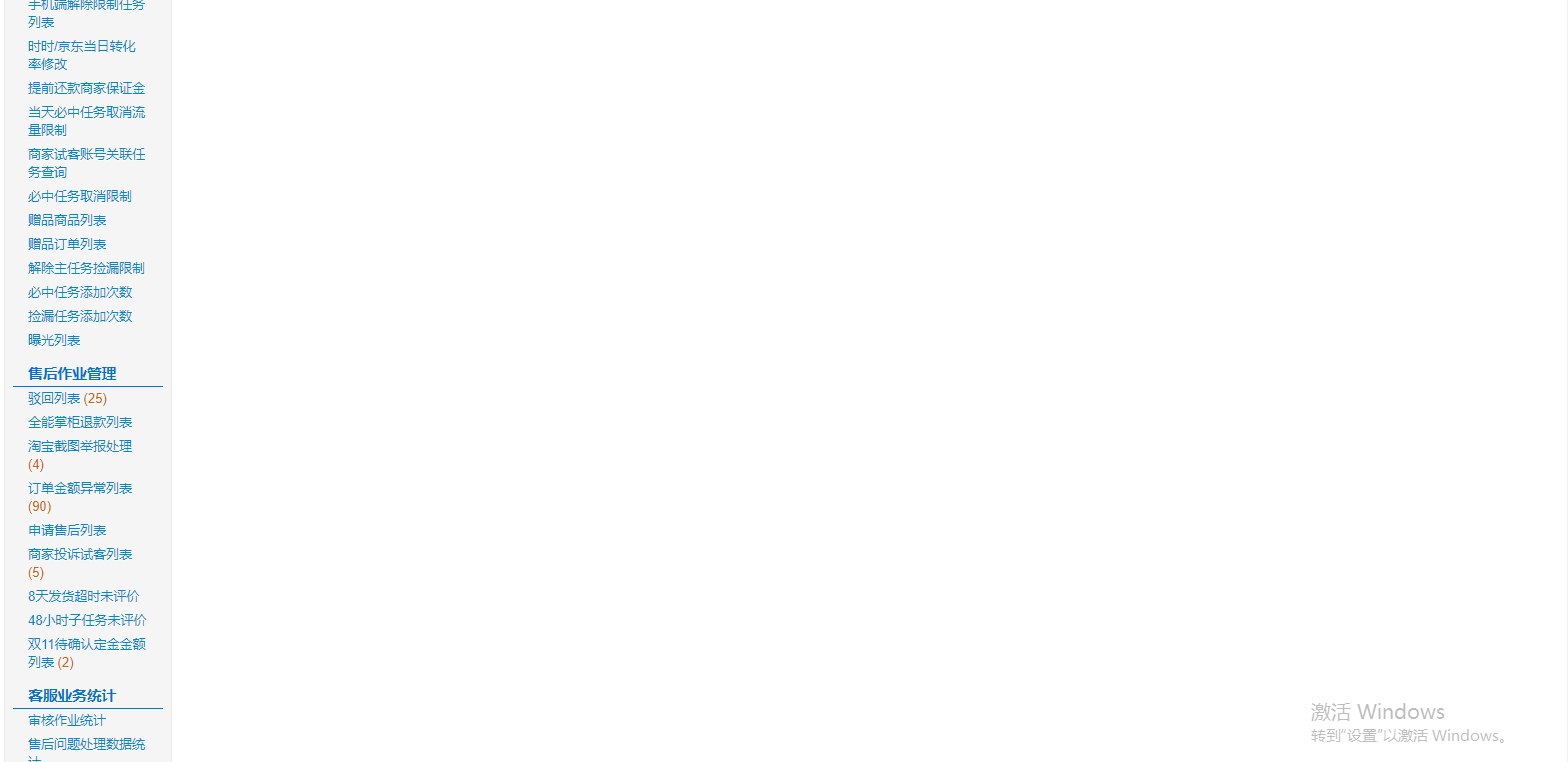 手机端解除限制任务
列表
时时/京东当日转化
率修改
提前还款商家保证金
当天必中任务取消流
量限制
商家试客账号关联任
务查询
必中任务取消限制
赠品商品列表
赠品订单列表
解除主任务捡漏限制
必中任务添加次数
捡漏任务添加次数
曝光列表
售后作业管理
驳回列表 (25)
全能掌柜退款列表
淘宝截图举报处理
(4)
订单金额异常列表
(90)
申请售后列表
商家投诉试客列表
(5)
8天发货超时未评价
48小时子任务未评价
双11待确认定金金额
列表 (2)
客服业务统计
审核作业统计
售后问题处理数据统
计
激活 Windows
转到"设置"以激活 Windows。